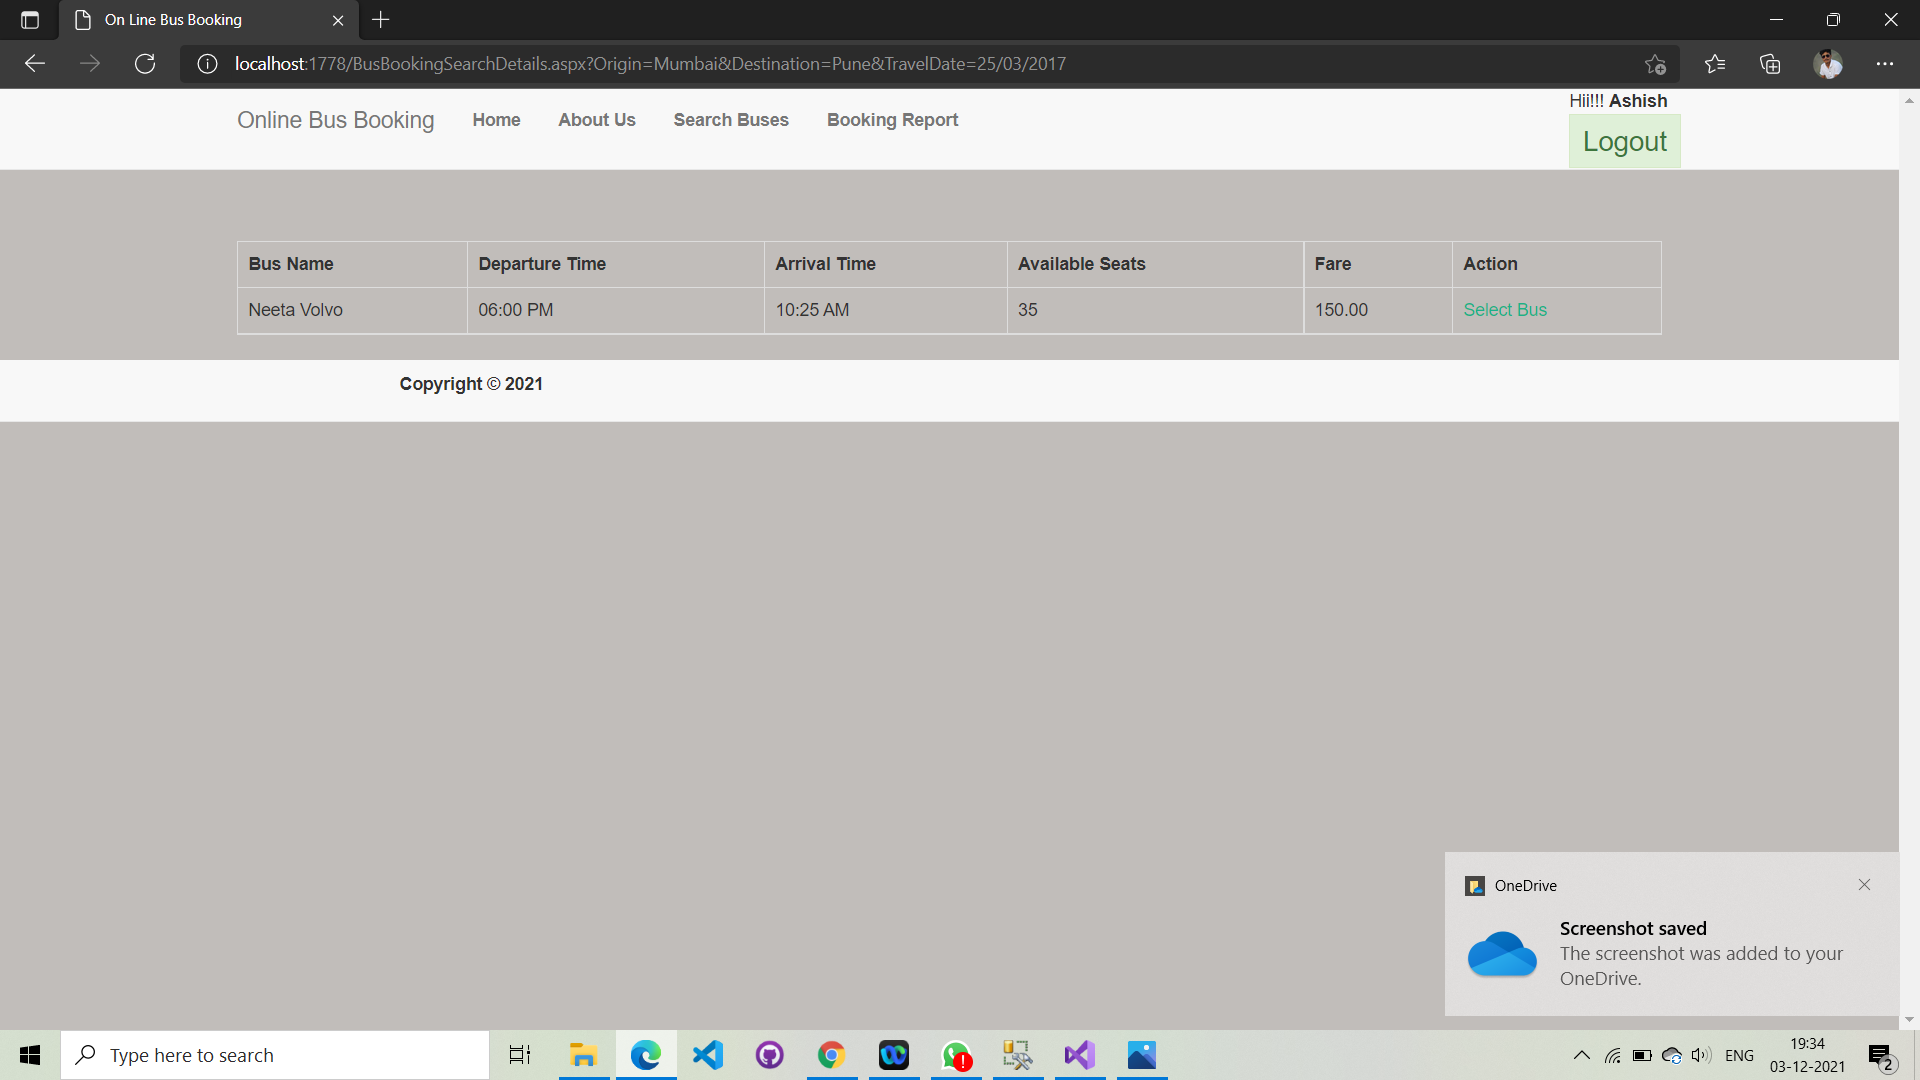 On Line Bus Booking
localhost:1778/BusBookingSearchDetails.aspx?Origin=Mumbai&Destination=Pune&TravelDate=25/03/2017
Hii!!! Ashish
Online Bus Booking Home About Us Search Buses Booking Report
Logout
Bus Name Departure Time Arrival Time Available Seats Fare Action
Neeta Volvo 06:00 PM 10:25 AM 35 150.00 Select Bus
Copyright © 2021
OneDrive
Screenshot saved
The screenshot was added to your
OneDrive.
Type here to search
ENG
19:34
03-12-2021
2